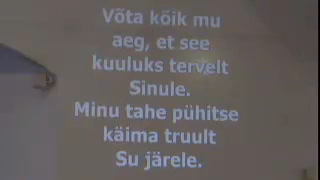 Võta kõik mu
aeg, et see
kuuluks tervelt
Sinule.
Minu tahe pühitse
käima truult
Su järele.